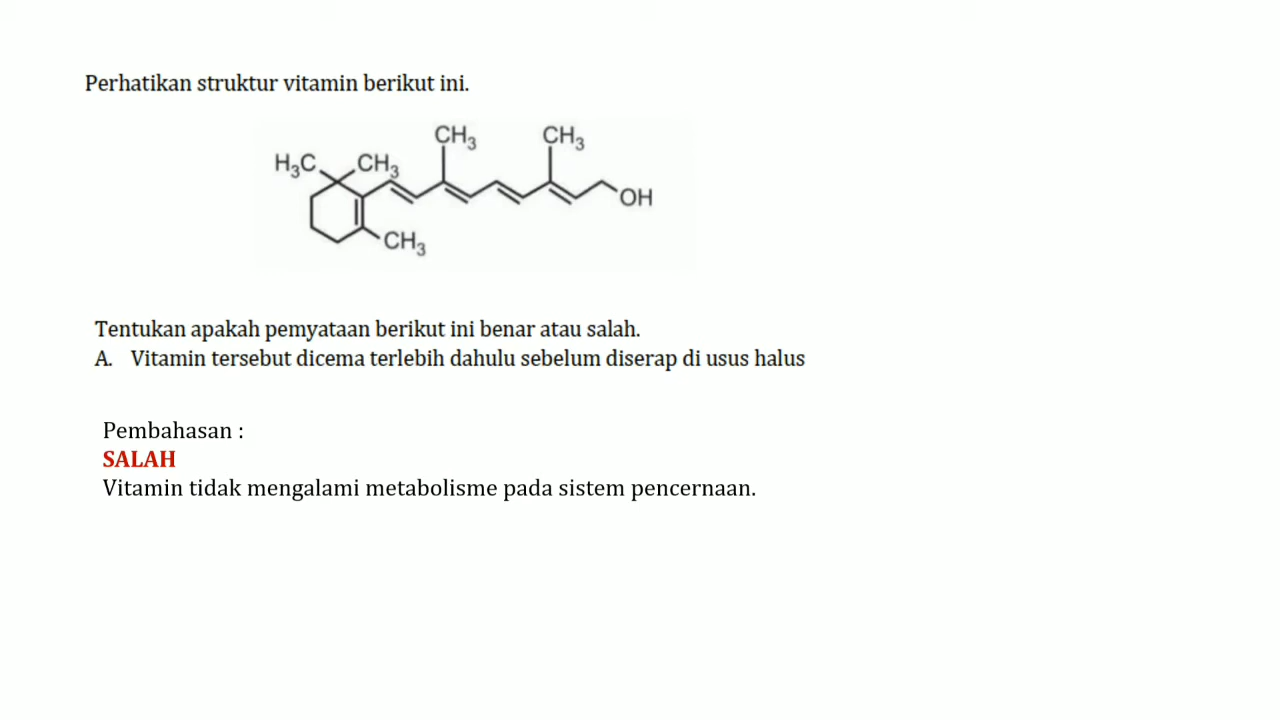 Perhatikan struktur vitamin berikut ini.
CH₃ CH₃
H₃C CH₃
OH
CH₃
Tentukan apakah pemyataan berikut ini benar atau salah.
A. Vitamin tersebut dicema terlebih dahulu sebelum diserap di usus halus
Pembahasan :
SALAH
Vitamin tidak mengalami metabolisme pada sistem pencernaan.